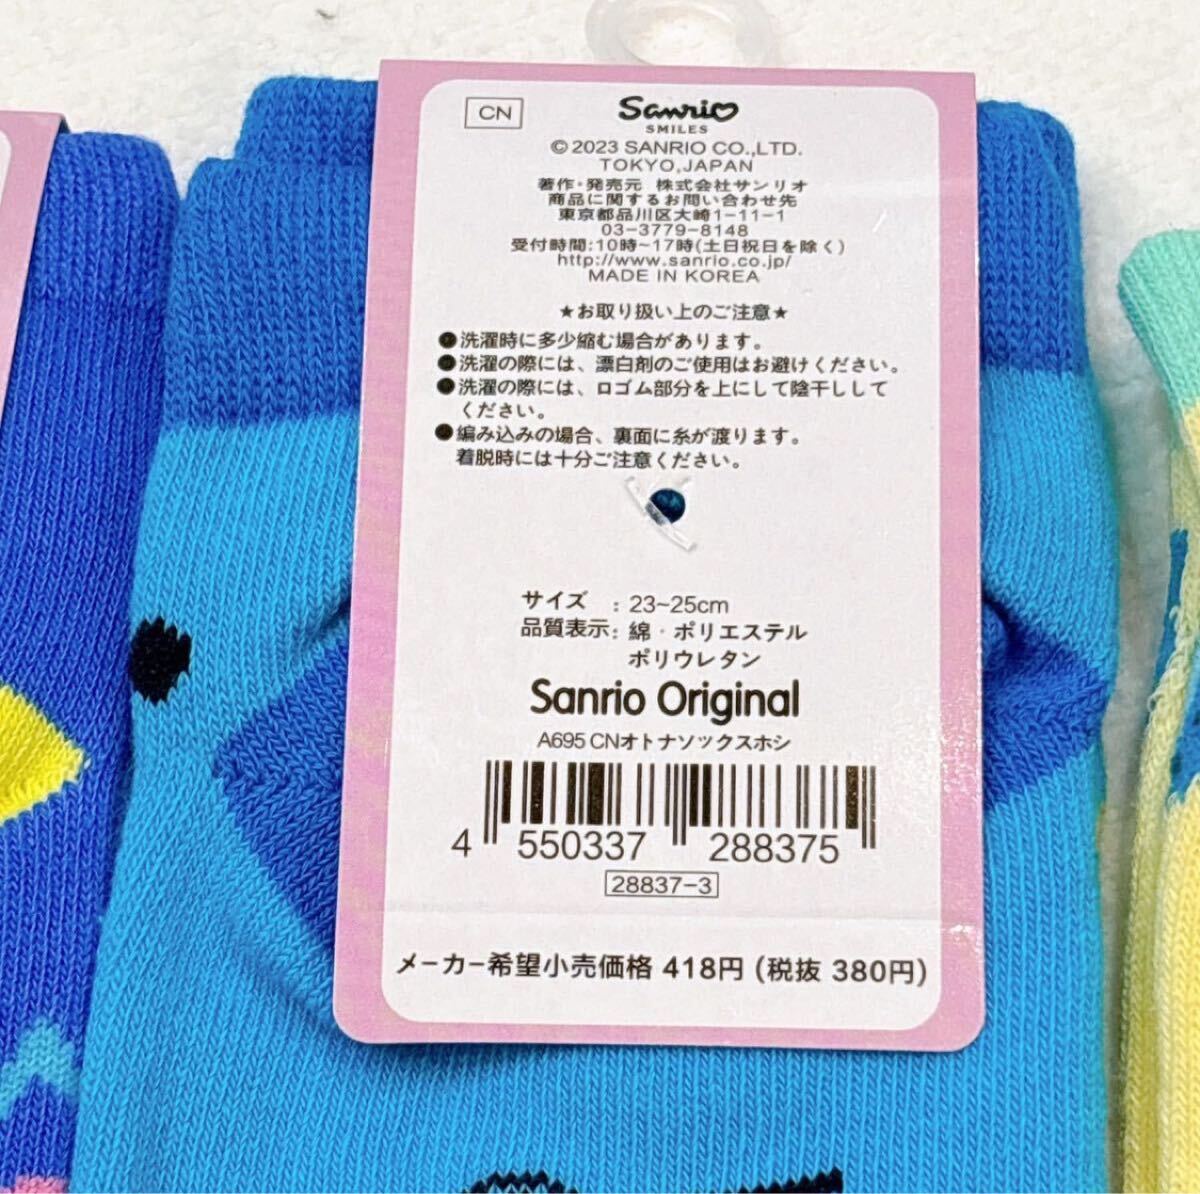 CN
Sanrio
SMILES
© 2023 SANRIO CO.,LTD.
TOKYO,JAPAN
著作・発売元 株式会社サンリオ
商品に関するお問い合わせ先
東京都品川区大崎1-11-1
03-3779-8148
受付時間:10時~17時(土日祝日を除く)
http://www.sanrio.co.jp/
MADE IN KOREA
★お取り扱い上のご注意★
●洗濯時に多少縮む場合があります。
●洗濯の際には、漂白剤のご使用はお避けください。
●洗濯の際には、口ゴム部分を上にして陰干しして
ください。
●編み込みの場合、裏面に糸が渡ります。
着脱時には十分ご注意ください。
サイズ : 23~25cm
品質表示: 綿・ポリエステル
ポリウレタン
Sanrio Original
A695 CNオトナソックスホシ
4 550337 288375
28837-3
メーカー希望小売価格 418円 (税抜 380円)